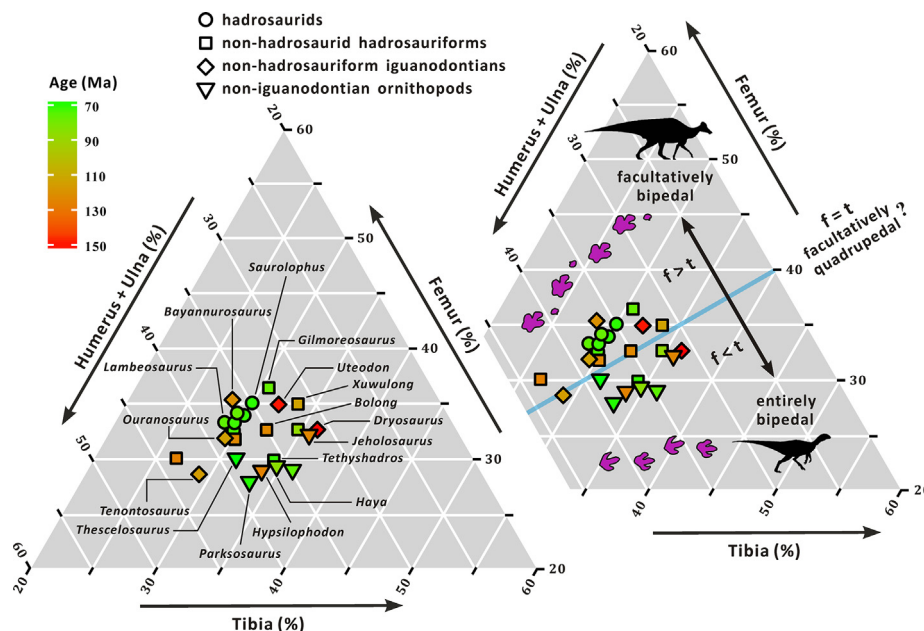 hadrosaurids
non-hadrosaurid hadrosauriforms
non-hadrosauriform iguanodontians
non-iguanodontian ornithopods
Age (Ma)
70
90
110
130
150
Humerus + Ulna (%)
Femur (%)
Tibia (%)
20
60
30
50
40
40
50
30
60
20
20
30
40
50
60
Saurolophus
Bayannurosaurus
Gilmoreosaurus
Lambeosaurus
Uteodon
Xuwulong
Bolong
Ouranosaurus
Dryosaurus
Jeholosaurus
Tethyshadros
Tenontosaurus
Haya
Thescelosaurus
Hypsilophodon
Parksosaurus
Humerus + Ulna (%)
Femur (%)
20
60
30
50
facultatively
bipedal
f = t
facultatively
quadrupedal ?
40
40
f > t
f < t
50
30
entirely
bipedal
20
30
40
50
60
Tibia (%)